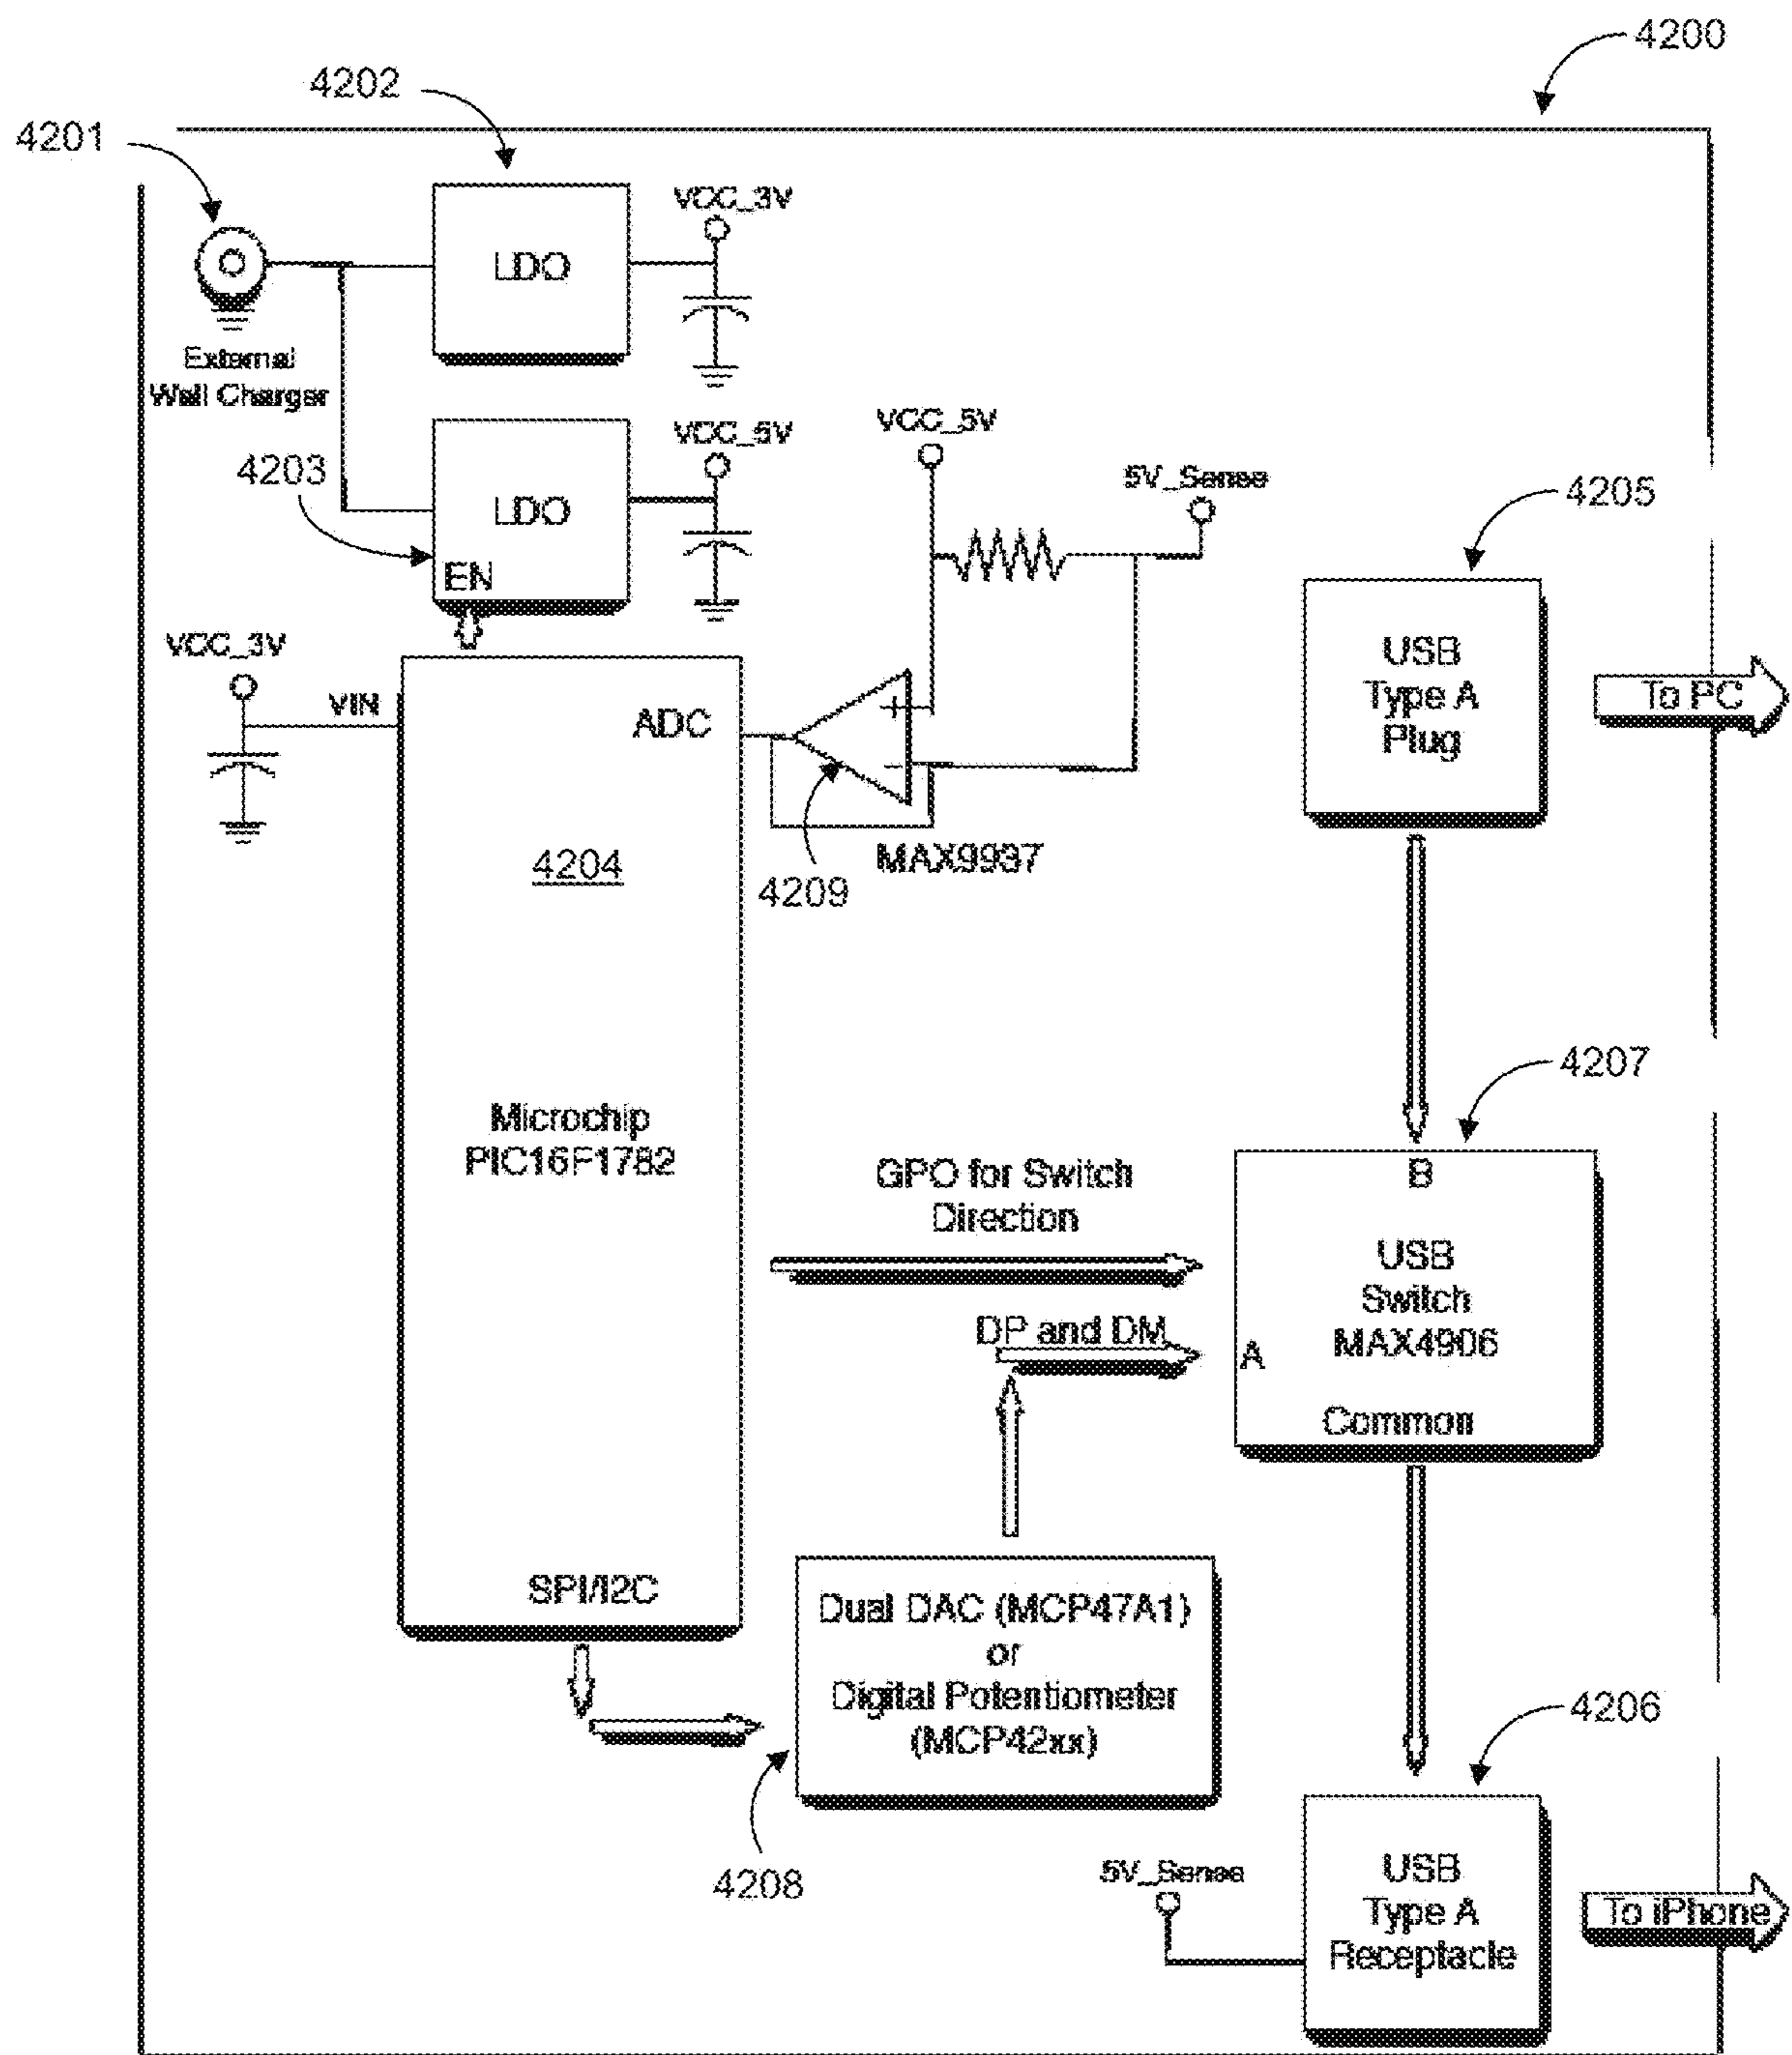 4200
4202
4201
VCC_3V
LDO
External
Wall Charger
VCC_5V
VCC_5V
4203
LDO
5V_Sense
4205
EN
VCC_3V
USB
Type A
Plug
VIN
ADC
To PC
4204
MAX9937
4209
4207
Microchip
PIC16F1782
GPO for Switch
Direction
B
USB
Switch
MAX4906
DP and DM
A
Common
SPI/I2C
Dual DAC (MCP47A1)
or
Digital Potentiometer
(MCP42xx)
4206
4208
5V_Sense
USB
Type A
Receptacle
To iPhone